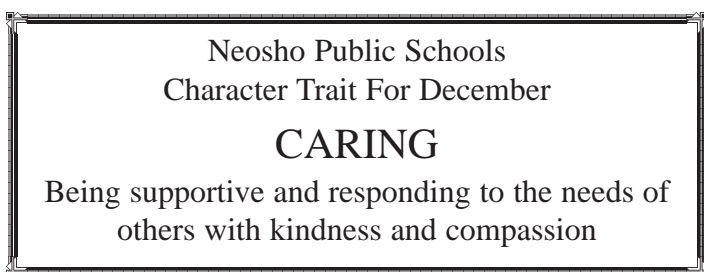 Neosho Public Schools
Character Trait For December
CARING
Being supportive and responding to the needs of
others with kindness and compassion